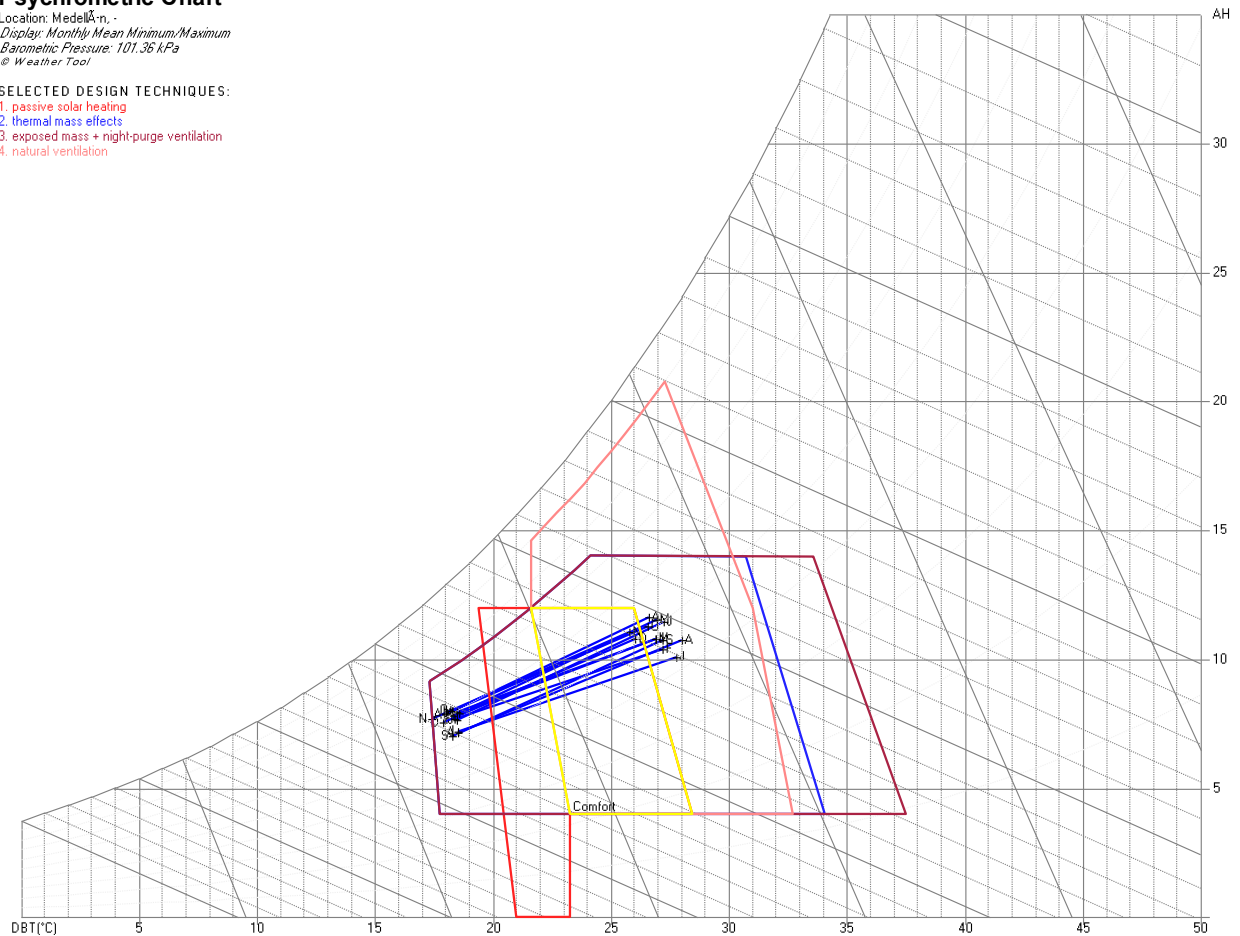 Psychrometric Chart
Location: MedellÃ-n, -
Display: Monthly Mean Minimum/Maximum
Barometric Pressure: 101.36 kPa
© Weather Tool
SELECTED DESIGN TECHNIQUES:
1. passive solar heating
2. thermal mass effects
3. exposed mass + night-purge ventilation
4. natural ventilation
AH
30
25
20
15
10
5
Comfort
DBT(°C)
5
10
15
20
25
30
35
40
45
50